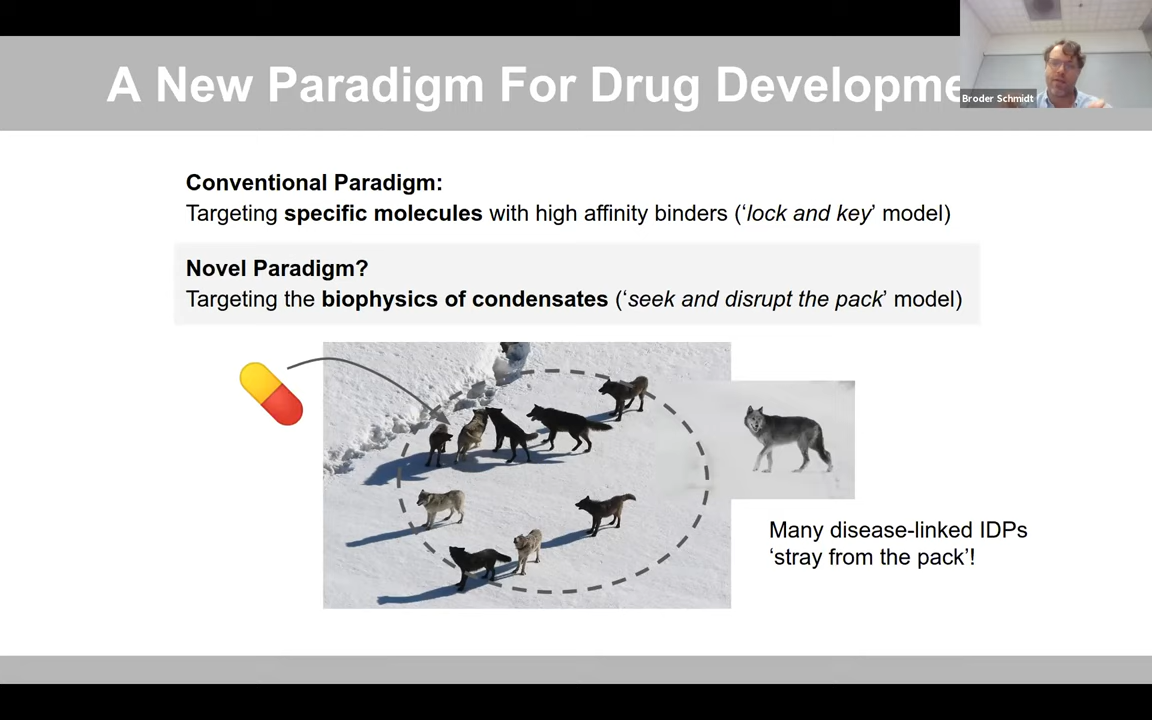 A New Paradigm For Drug Developme
Broder Schmidt
Conventional Paradigm:
Targeting specific molecules with high affinity binders (‘lock and key’ model)
Novel Paradigm?
Targeting the biophysics of condensates (‘seek and disrupt the pack’ model)
Many disease-linked IDPs
‘stray from the pack’!